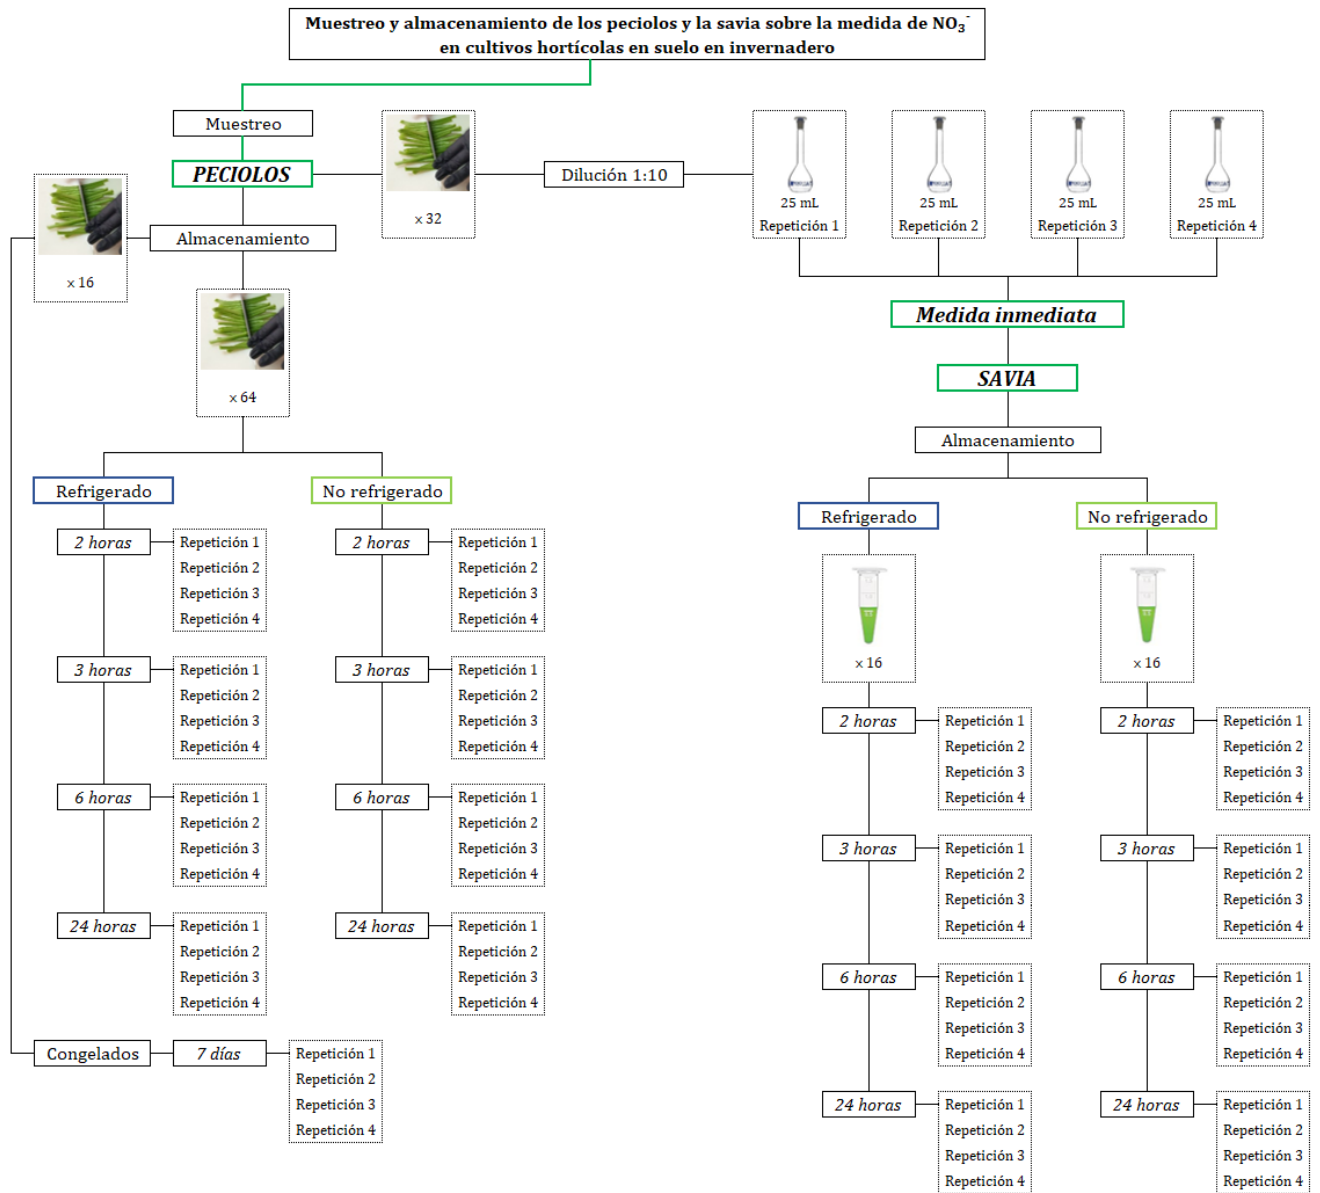 Muestreo y almacenamiento de los peciolos y la savia sobre la medida de NO₃⁻
en cultivos hortícolas en suelo en invernadero
Muestreo
PECIOLOS
x 32
Dilución 1:10
25 mL
Repetición 1
25 mL
Repetición 2
25 mL
Repetición 3
25 mL
Repetición 4
x 16
Almacenamiento
x 64
Refrigerado
2 horas
Repetición 1
Repetición 2
Repetición 3
Repetición 4
3 horas
Repetición 1
Repetición 2
Repetición 3
Repetición 4
6 horas
Repetición 1
Repetición 2
Repetición 3
Repetición 4
24 horas
Repetición 1
Repetición 2
Repetición 3
Repetición 4
No refrigerado
2 horas
Repetición 1
Repetición 2
Repetición 3
Repetición 4
3 horas
Repetición 1
Repetición 2
Repetición 3
Repetición 4
6 horas
Repetición 1
Repetición 2
Repetición 3
Repetición 4
24 horas
Repetición 1
Repetición 2
Repetición 3
Repetición 4
Congelados
7 días
Repetición 1
Repetición 2
Repetición 3
Repetición 4
Medida inmediata
SAVIA
Almacenamiento
Refrigerado
x 16
2 horas
Repetición 1
Repetición 2
Repetición 3
Repetición 4
3 horas
Repetición 1
Repetición 2
Repetición 3
Repetición 4
6 horas
Repetición 1
Repetición 2
Repetición 3
Repetición 4
24 horas
Repetición 1
Repetición 2
Repetición 3
Repetición 4
No refrigerado
x 16
2 horas
Repetición 1
Repetición 2
Repetición 3
Repetición 4
3 horas
Repetición 1
Repetición 2
Repetición 3
Repetición 4
6 horas
Repetición 1
Repetición 2
Repetición 3
Repetición 4
24 horas
Repetición 1
Repetición 2
Repetición 3
Repetición 4